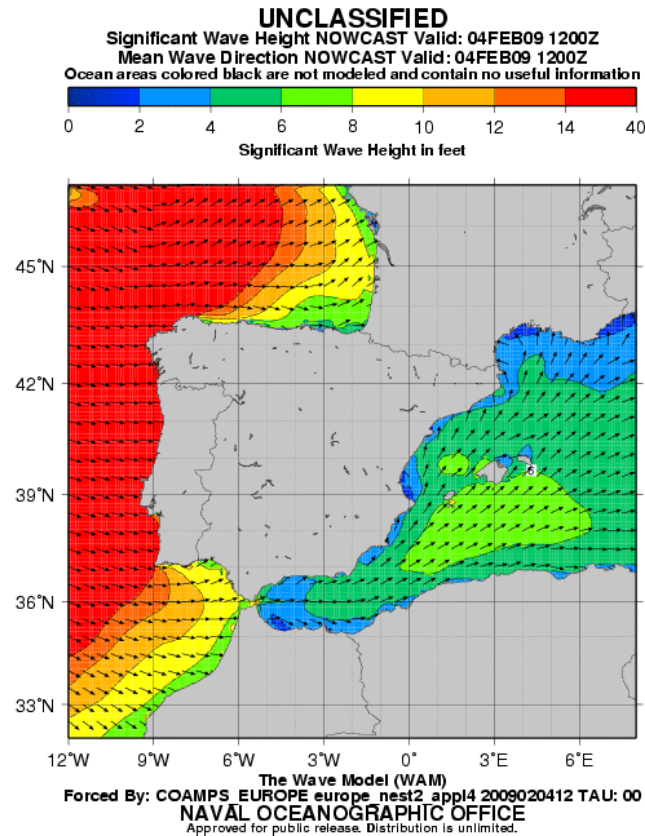 UNCLASSIFIED
Significant Wave Height NOWCAST Valid: 04FEB09 1200Z
Mean Wave Direction NOWCAST Valid: 04FEB09 1200Z
Ocean areas colored black are not modeled and contain no useful information
0 2 4 6 8 10 12 14 40
Significant Wave Height in feet
45°N
42°N
39°N
36°N
33°N
6
12°W 9°W 6°W 3°W 0° 3°E 6°E
The Wave Model (WAM)
Forced By: COAMPS_EUROPE europe_nest2_appl4 2009020412 TAU: 00
NAVAL OCEANOGRAPHIC OFFICE
Approved for public release. Distribution is unlimited.